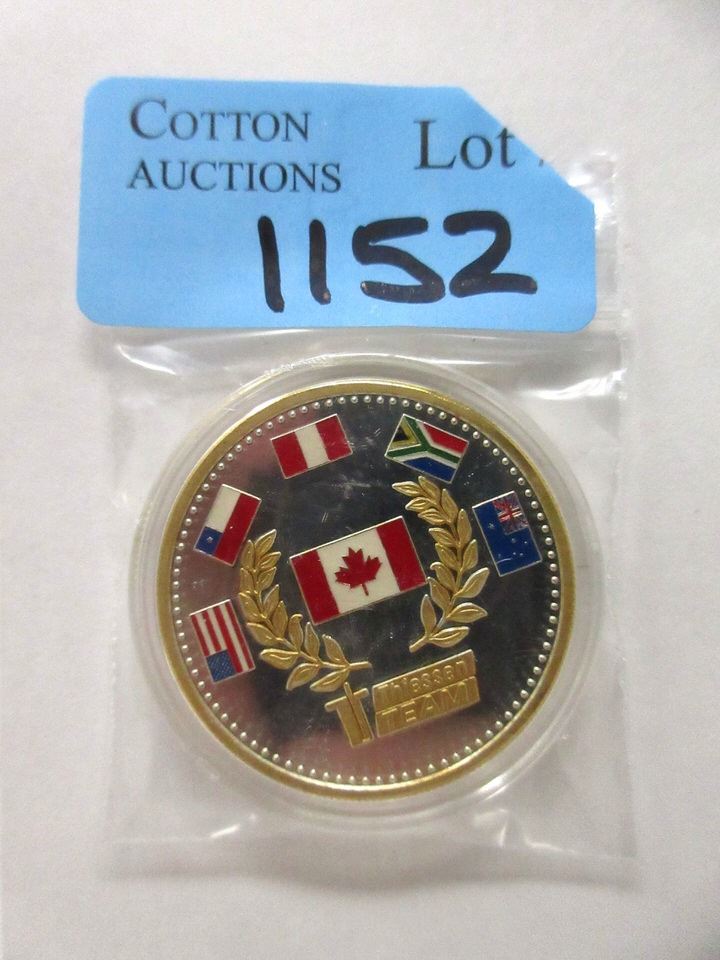 COTTON
AUCTIONS
Lot
1152
Thiessen
TEAM